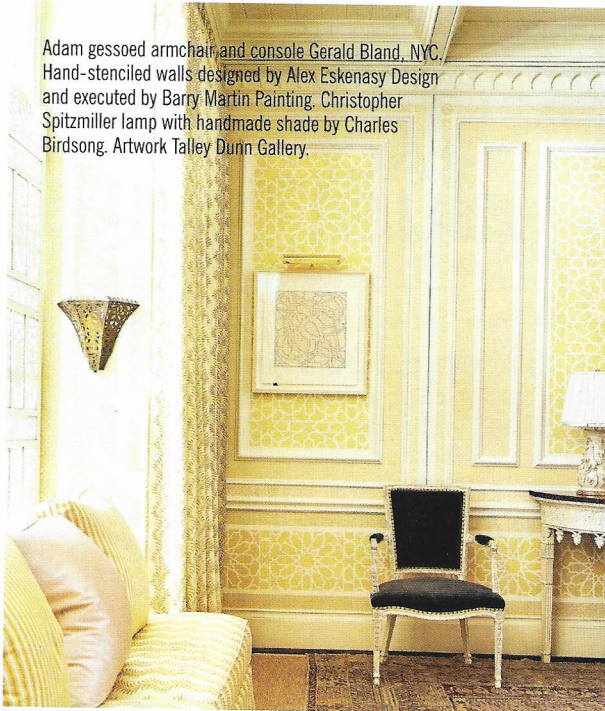 Adam gessoed armchair and console Gerald Bland, NYC.
Hand-stenciled walls designed by Alex Eskenasy Design
and executed by Barry Martin Painting. Christopher
Spitzmiller lamp with handmade shade by Charles
Birdsong. Artwork Talley Dunn Gallery.